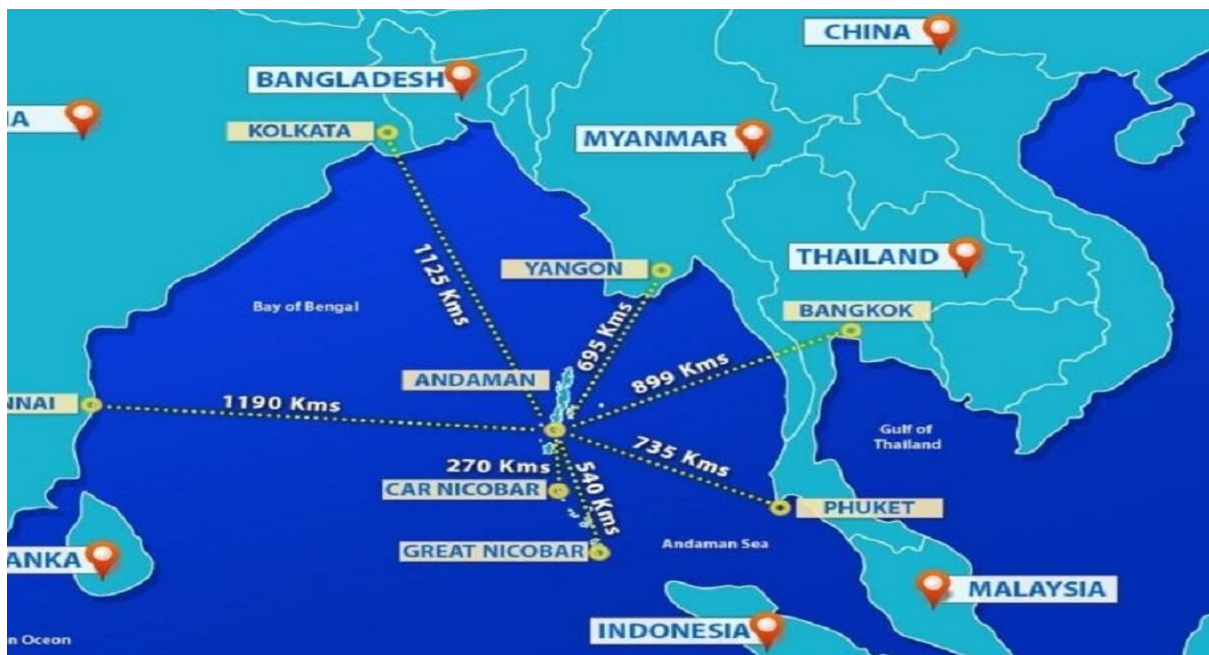 CHINA
BANGLADESH
IA
KOLKATA
MYANMAR
1125 Kms
YANGON
THAILAND
Bay of Bengal
BANGKOK
695 Kms
899 Kms
ANDAMAN
NNAI
1190 Kms
Gulf of
Thailand
735 Kms
270 Kms
540 Kms
CAR NICOBAR
PHUKET
GREAT NICOBAR
Andaman Sea
ANKA
MALAYSIA
INDONESIA
n Ocean